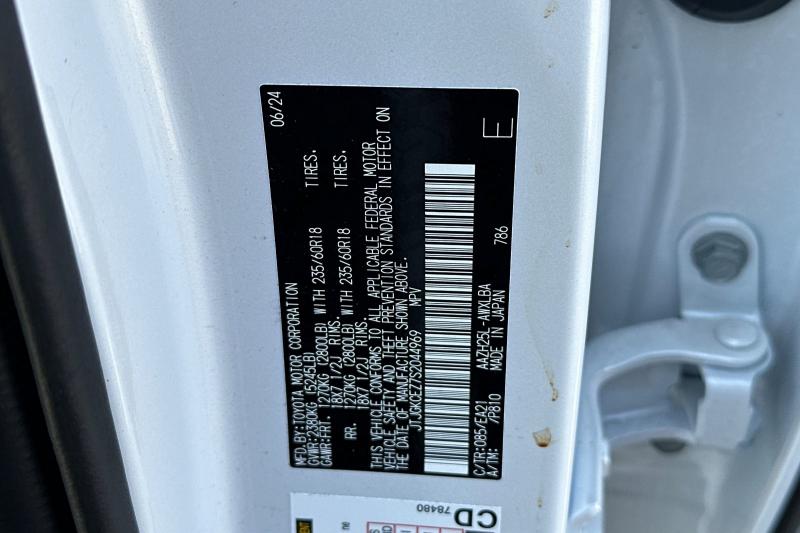 MFD. BY: TOYOTA MOTOR CORPORATION 06/24
GVWR: 2380KG (5245LB)
GAWR: FRT. 1270KG (2800LB) WITH 235/60R18 TIRES.
18X7 1/2J RIMS.
RR. 1270KG (2800LB) WITH 235/60R18 TIRES.
18X7 1/2J RIMS.
THIS VEHICLE CONFORMS TO ALL APPLICABLE FEDERAL MOTOR
VEHICLE SAFETY AND THEFT PREVENTION STANDARDS IN EFFECT ON
THE DATE OF MANUFACTURE SHOWN ABOVE.
JTJGKCEZ7S2044969 MPV
C/TR: 085/EA21 AAZH25L-AWXLBA 786
A/TM: /P810 MADE IN JAPAN
E
CD
78480